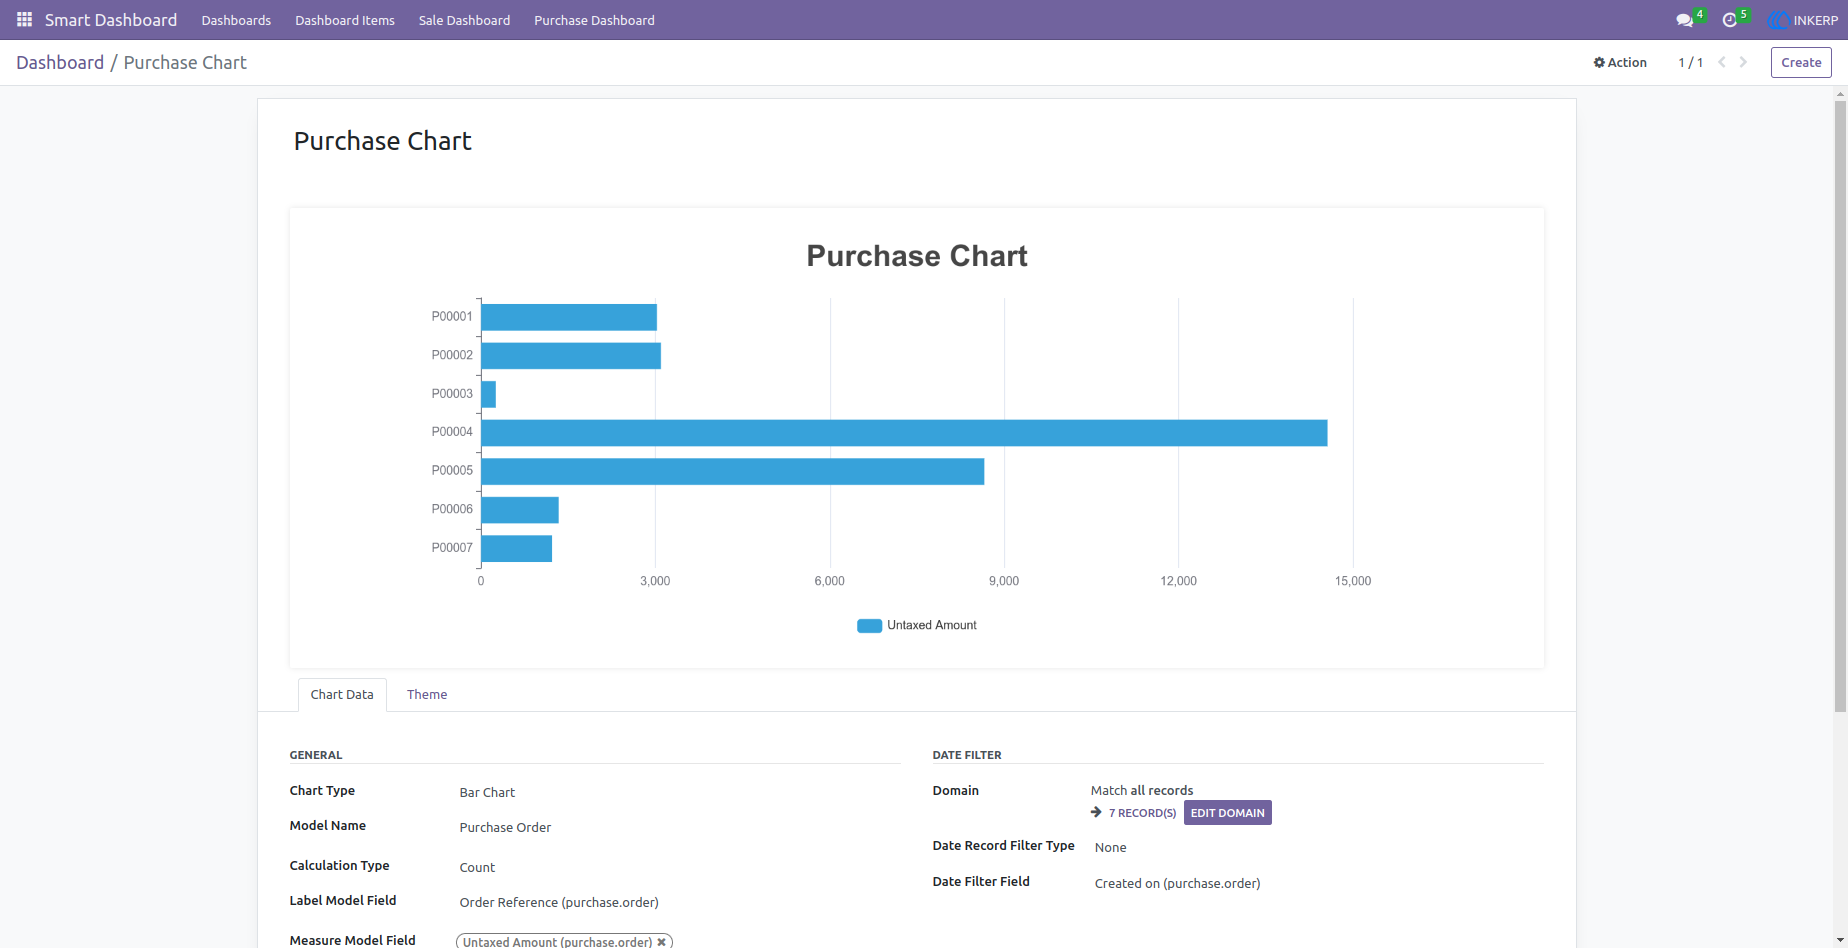 Smart Dashboard Dashboards Dashboard Items Sale Dashboard Purchase Dashboard 4 5 INKERP
Dashboard / Purchase Chart Action 1 / 1 Create
Purchase Chart
Purchase Chart
P00001
P00002
P00003
P00004
P00005
P00006
P00007
0 3,000 6,000 9,000 12,000 15,000
Untaxed Amount
Chart Data Theme
GENERAL
Chart Type Bar Chart
Model Name Purchase Order
Calculation Type Count
Label Model Field Order Reference (purchase.order)
Measure Model Field Untaxed Amount (purchase.order) ✖
DATE FILTER
Domain Match all records
➔ 7 RECORD(S) EDIT DOMAIN
Date Record Filter Type None
Date Filter Field Created on (purchase.order)